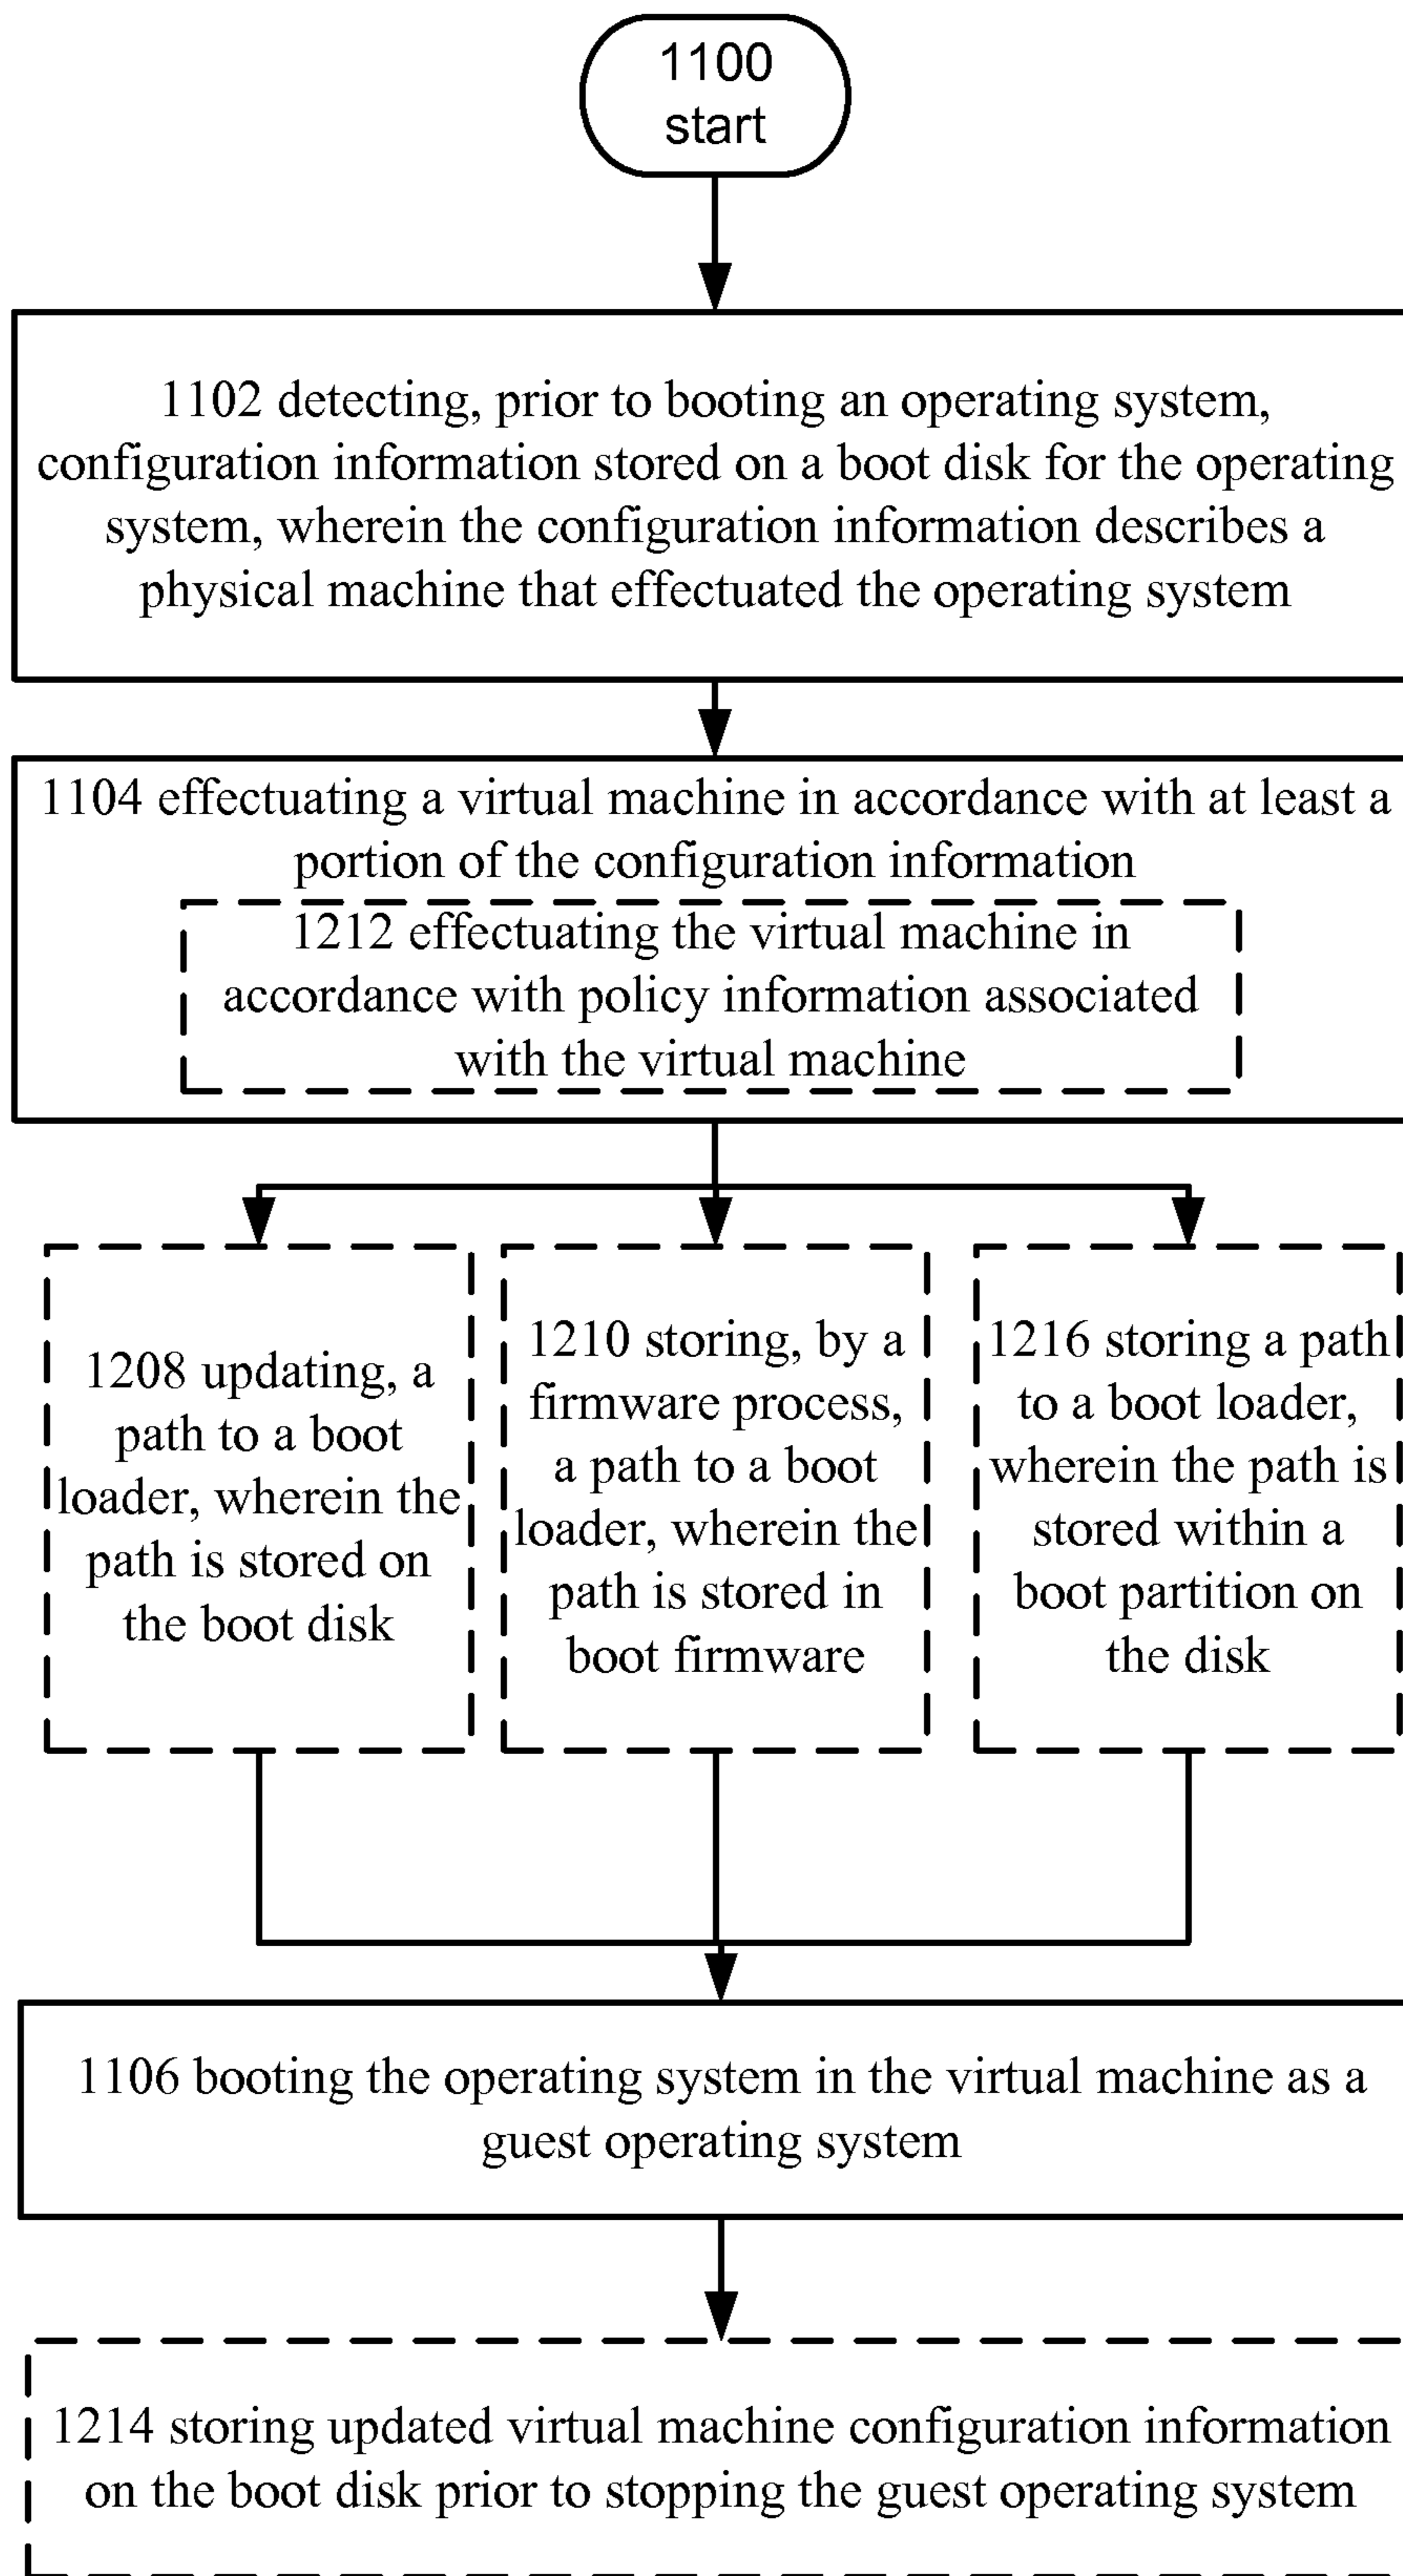 1100
start
1102 detecting, prior to booting an operating system,
configuration information stored on a boot disk for the operating
system, wherein the configuration information describes a
physical machine that effectuated the operating system
1104 effectuating a virtual machine in accordance with at least a
portion of the configuration information
1212 effectuating the virtual machine in
accordance with policy information associated
with the virtual machine
1208 updating, a
path to a boot
loader, wherein the
path is stored on
the boot disk
1210 storing, by a
firmware process,
a path to a boot
loader, wherein the
path is stored in
boot firmware
1216 storing a path
to a boot loader,
wherein the path is
stored within a
boot partition on
the disk
1106 booting the operating system in the virtual machine as a
guest operating system
1214 storing updated virtual machine configuration information
on the boot disk prior to stopping the guest operating system